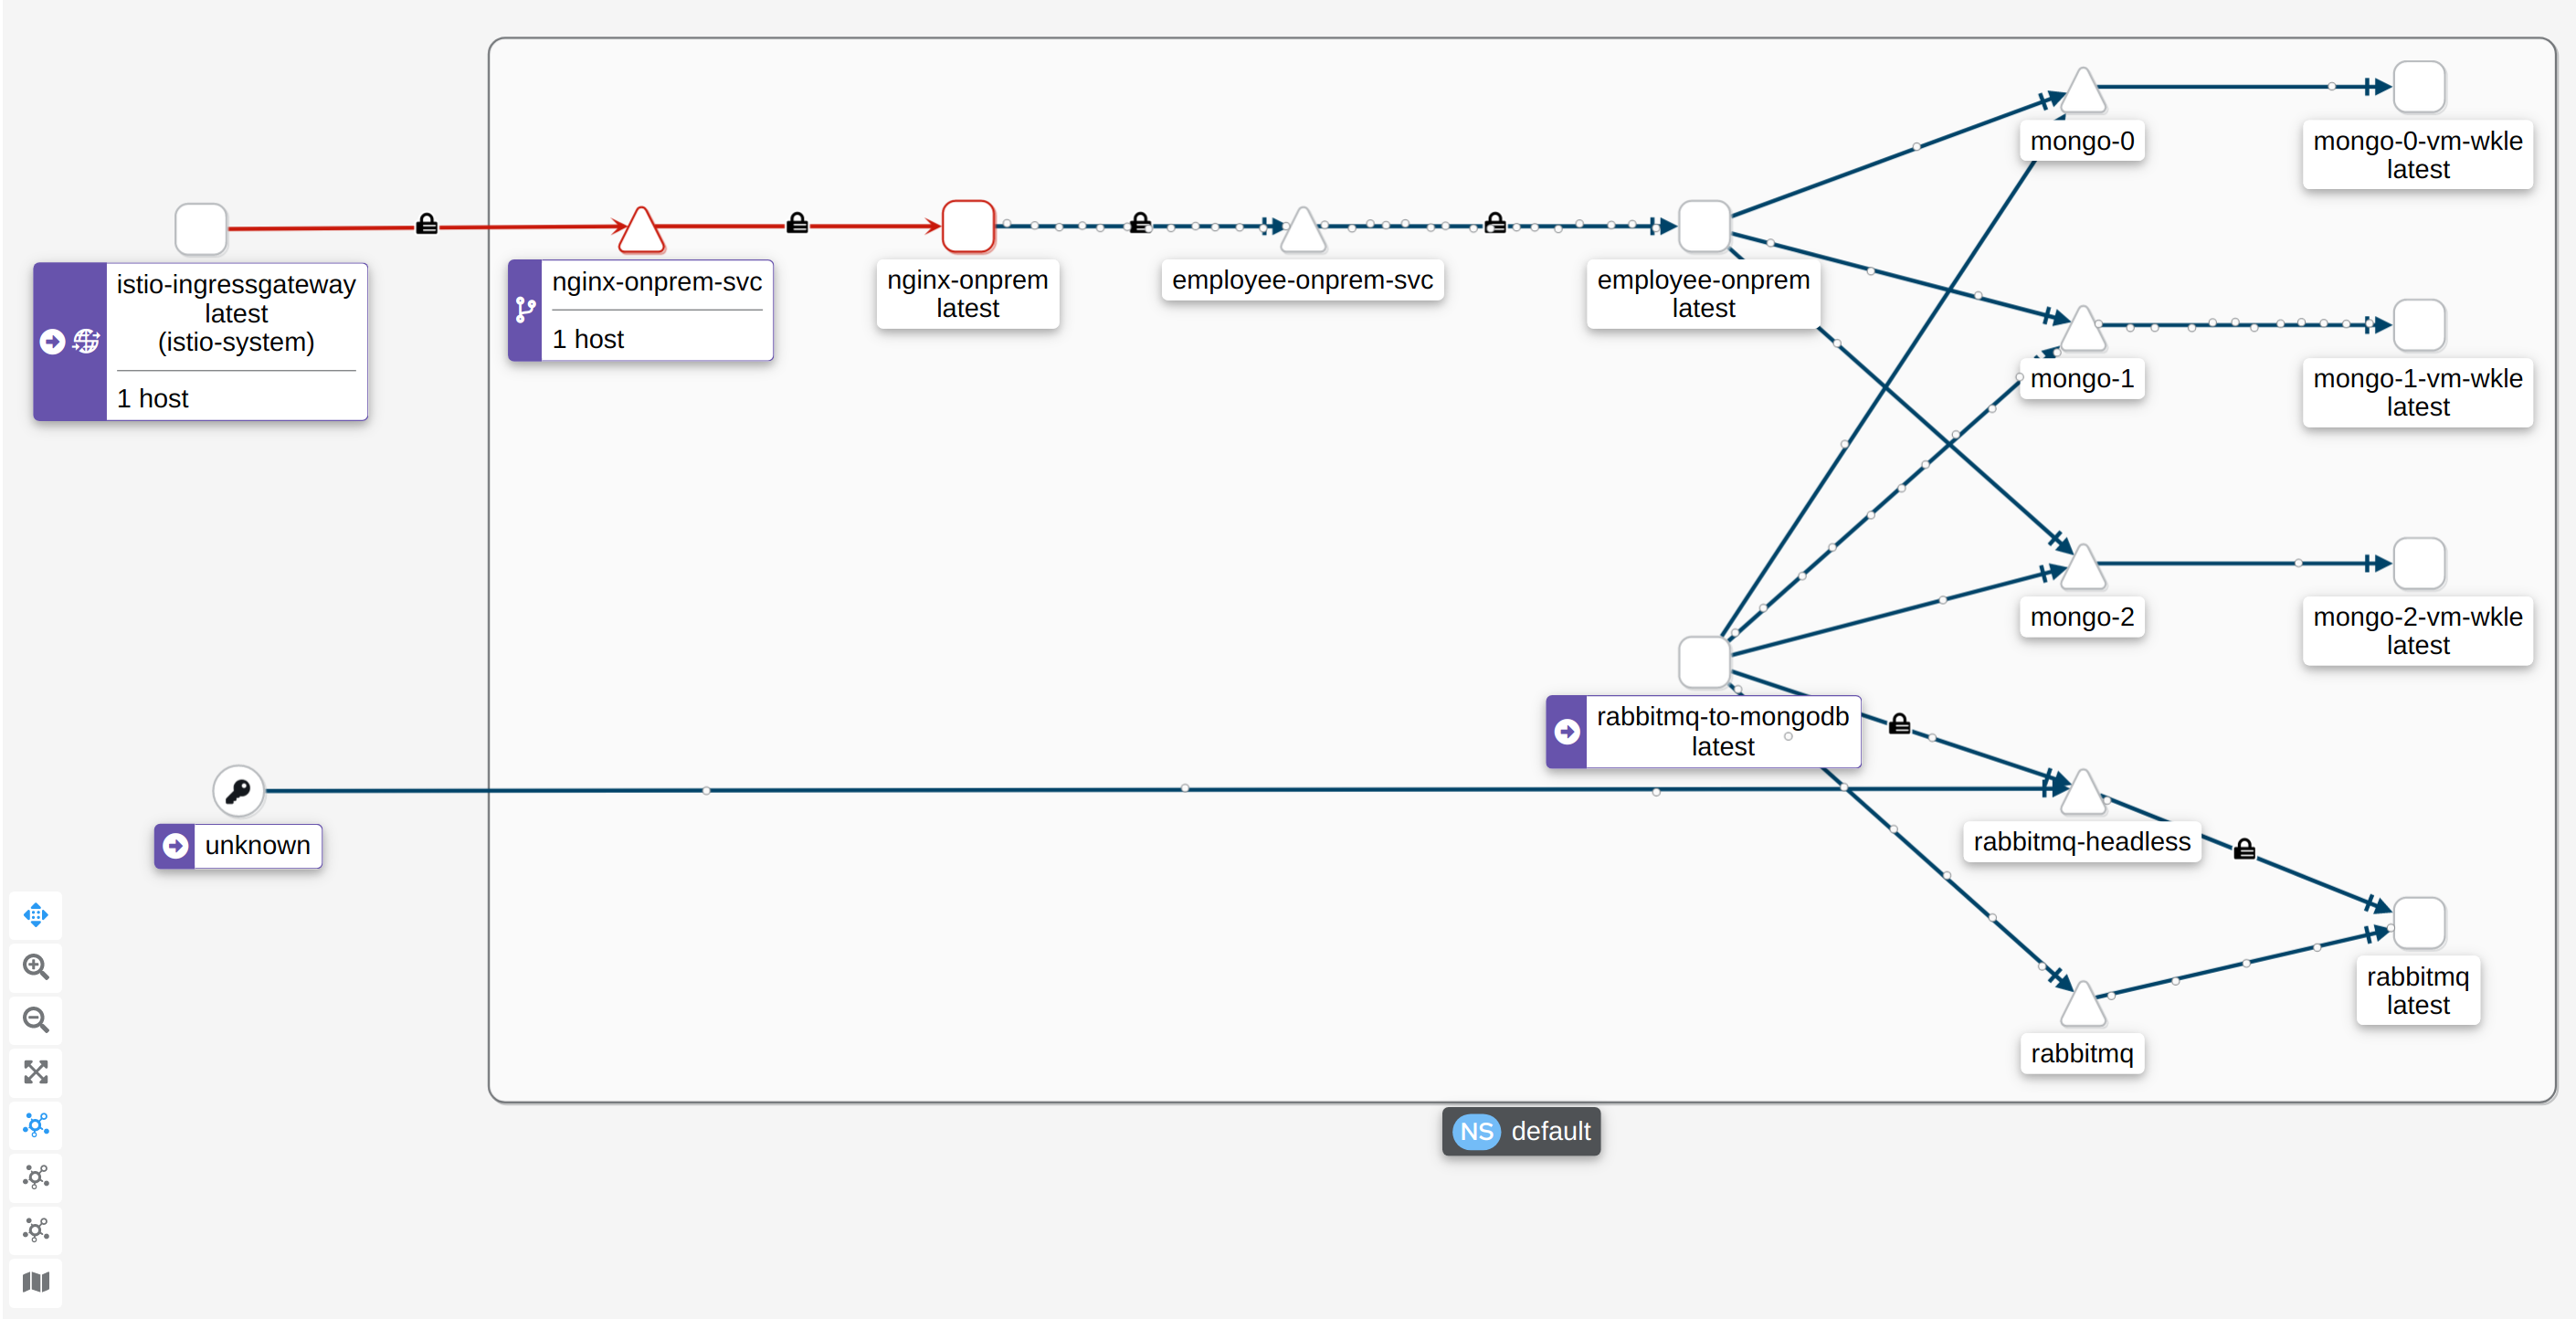 mongo-0
mongo-0-vm-wkle
latest
istio-ingressgateway
latest
(istio-system)
1 host
nginx-onprem-svc
1 host
nginx-onprem
latest
employee-onprem-svc
employee-onprem
latest
mongo-1
mongo-1-vm-wkle
latest
mongo-2
mongo-2-vm-wkle
latest
rabbitmq-to-mongodb
latest
unknown
rabbitmq-headless
rabbitmq
latest
rabbitmq
NS default